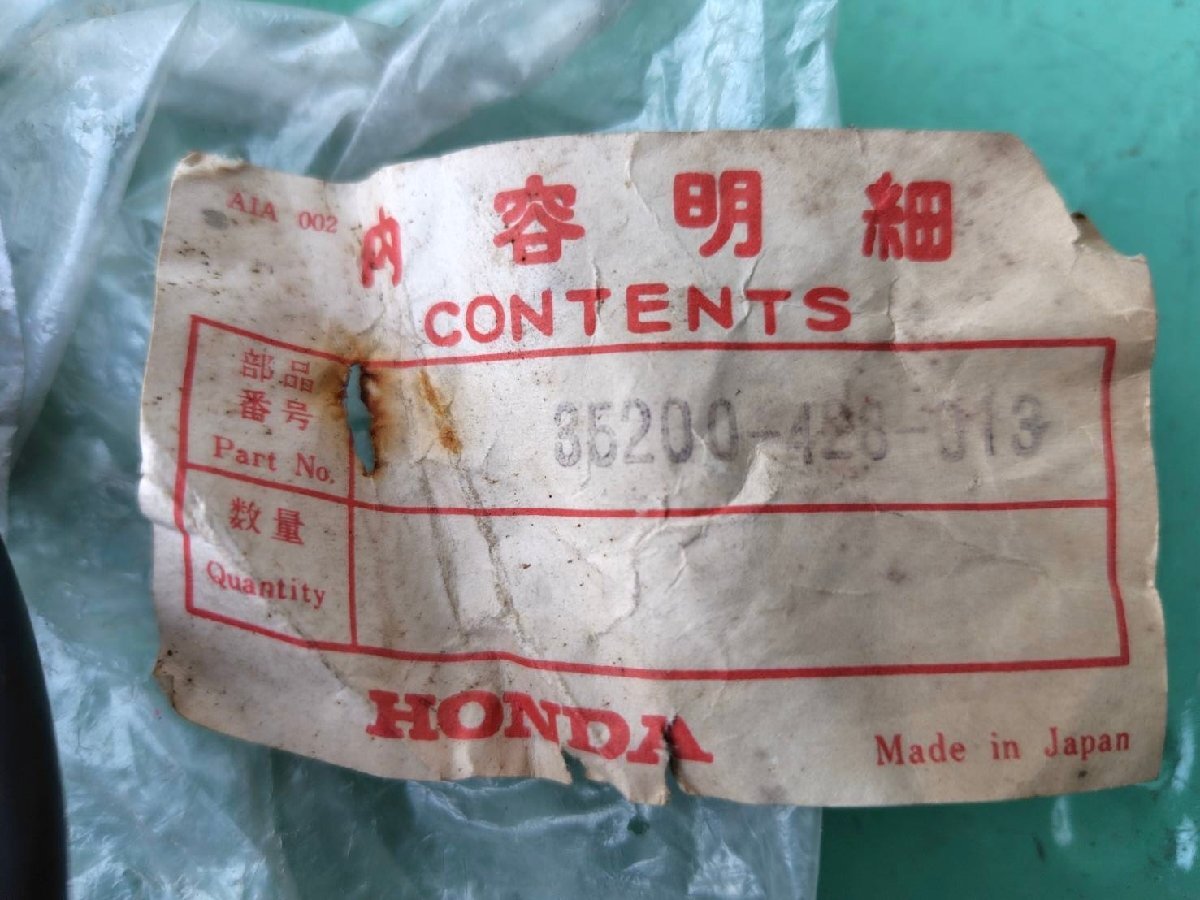 AIA 002
内容明細
CONTENTS
部品
番号
Part No.
35200-428-013
数量
Quantity
HONDA
Made in Japan